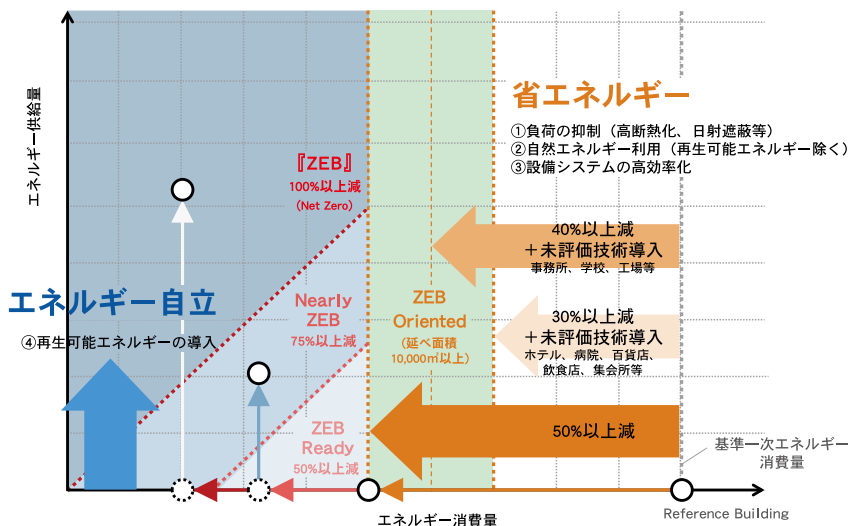 エネルギー供給量
省エネルギー
①負荷の抑制（高断熱化、日射遮蔽等）
②自然エネルギー利用（再生可能エネルギー除く）
③設備システムの高効率化
『ZEB』
100%以上減
(Net Zero)
40%以上減
＋未評価技術導入
事務所、学校、工場等
エネルギー自立
④再生可能エネルギーの導入
Nearly
ZEB
75%以上減
ZEB
Oriented
(延べ面積
10,000㎡以上)
30%以上減
＋未評価技術導入
ホテル、病院、百貨店、
飲食店、集会所等
ZEB
Ready
50%以上減
50%以上減
基準一次エネルギー
消費量
エネルギー消費量
Reference Building